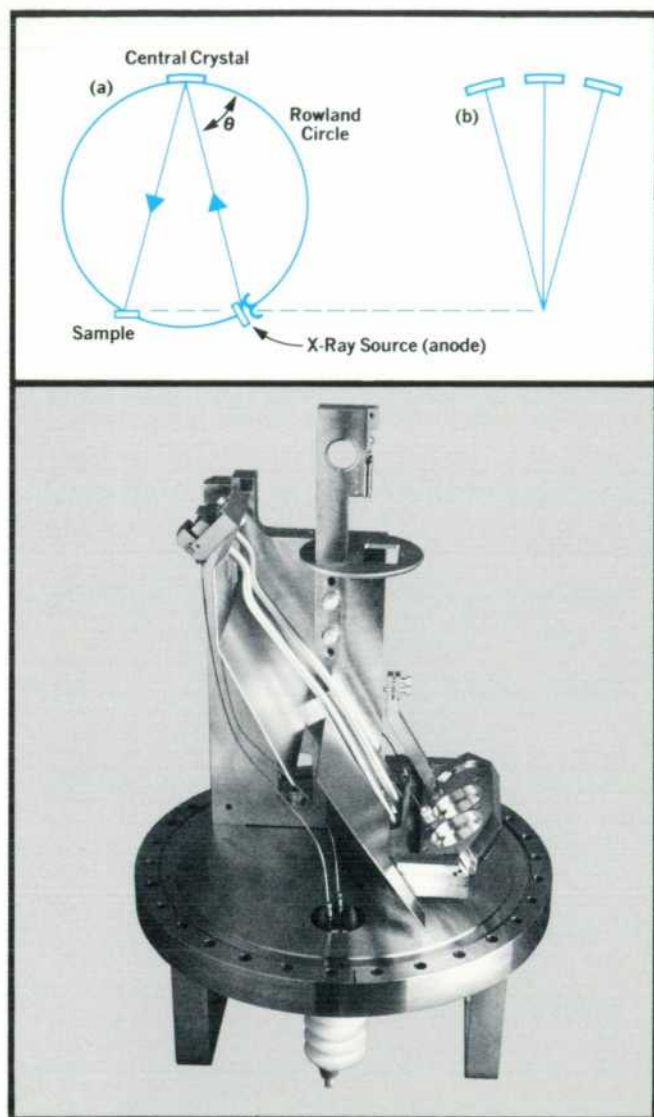 Central Crystal
(a)
θ
Rowland
Circle
(b)
Sample
X-Ray Source (anode)